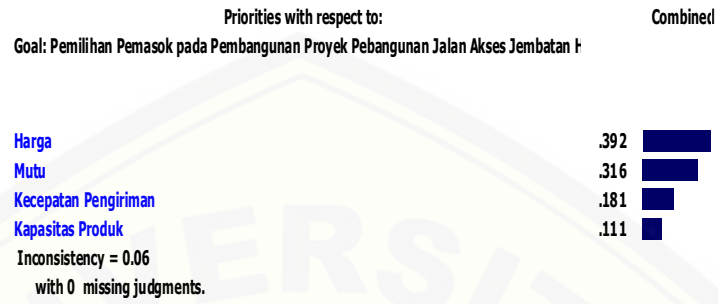 Priorities with respect to: Combined
Goal: Pemilihan Pemasok pada Pembangunan Proyek Pebangunan Jalan Akses Jembatan H
Harga .392
Mutu .316
Kecepatan Pengiriman .181
Kapasitas Produk .111
Inconsistency = 0.06
with 0 missing judgments.